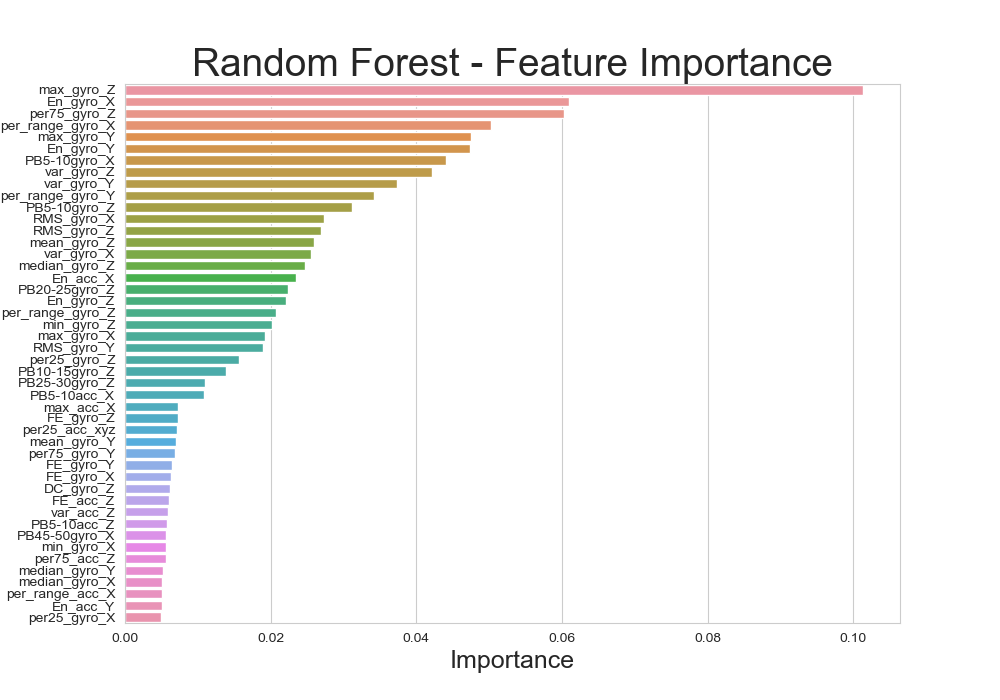 Random Forest - Feature Importance
max_gyro_Z
En_gyro_X
per75_gyro_Z
per_range_gyro_X
max_gyro_Y
En_gyro_Y
PB5-10gyro_X
var_gyro_Z
var_gyro_Y
per_range_gyro_Y
PB5-10gyro_Z
RMS_gyro_X
RMS_gyro_Z
mean_gyro_Z
var_gyro_X
median_gyro_Z
En_acc_X
PB20-25gyro_Z
En_gyro_Z
per_range_gyro_Z
min_gyro_Z
max_gyro_X
RMS_gyro_Y
per25_gyro_Z
PB10-15gyro_Z
PB25-30gyro_Z
PB5-10acc_X
max_acc_X
FE_gyro_Z
per25_acc_xyz
mean_gyro_Y
per75_gyro_Y
FE_gyro_Y
FE_gyro_X
DC_gyro_Z
FE_acc_Z
var_acc_Z
PB5-10acc_Z
PB45-50gyro_X
min_gyro_X
per75_acc_Z
median_gyro_Y
median_gyro_X
per_range_acc_X
En_acc_Y
per25_gyro_X
0.00 0.02 0.04 0.06 0.08 0.10
Importance